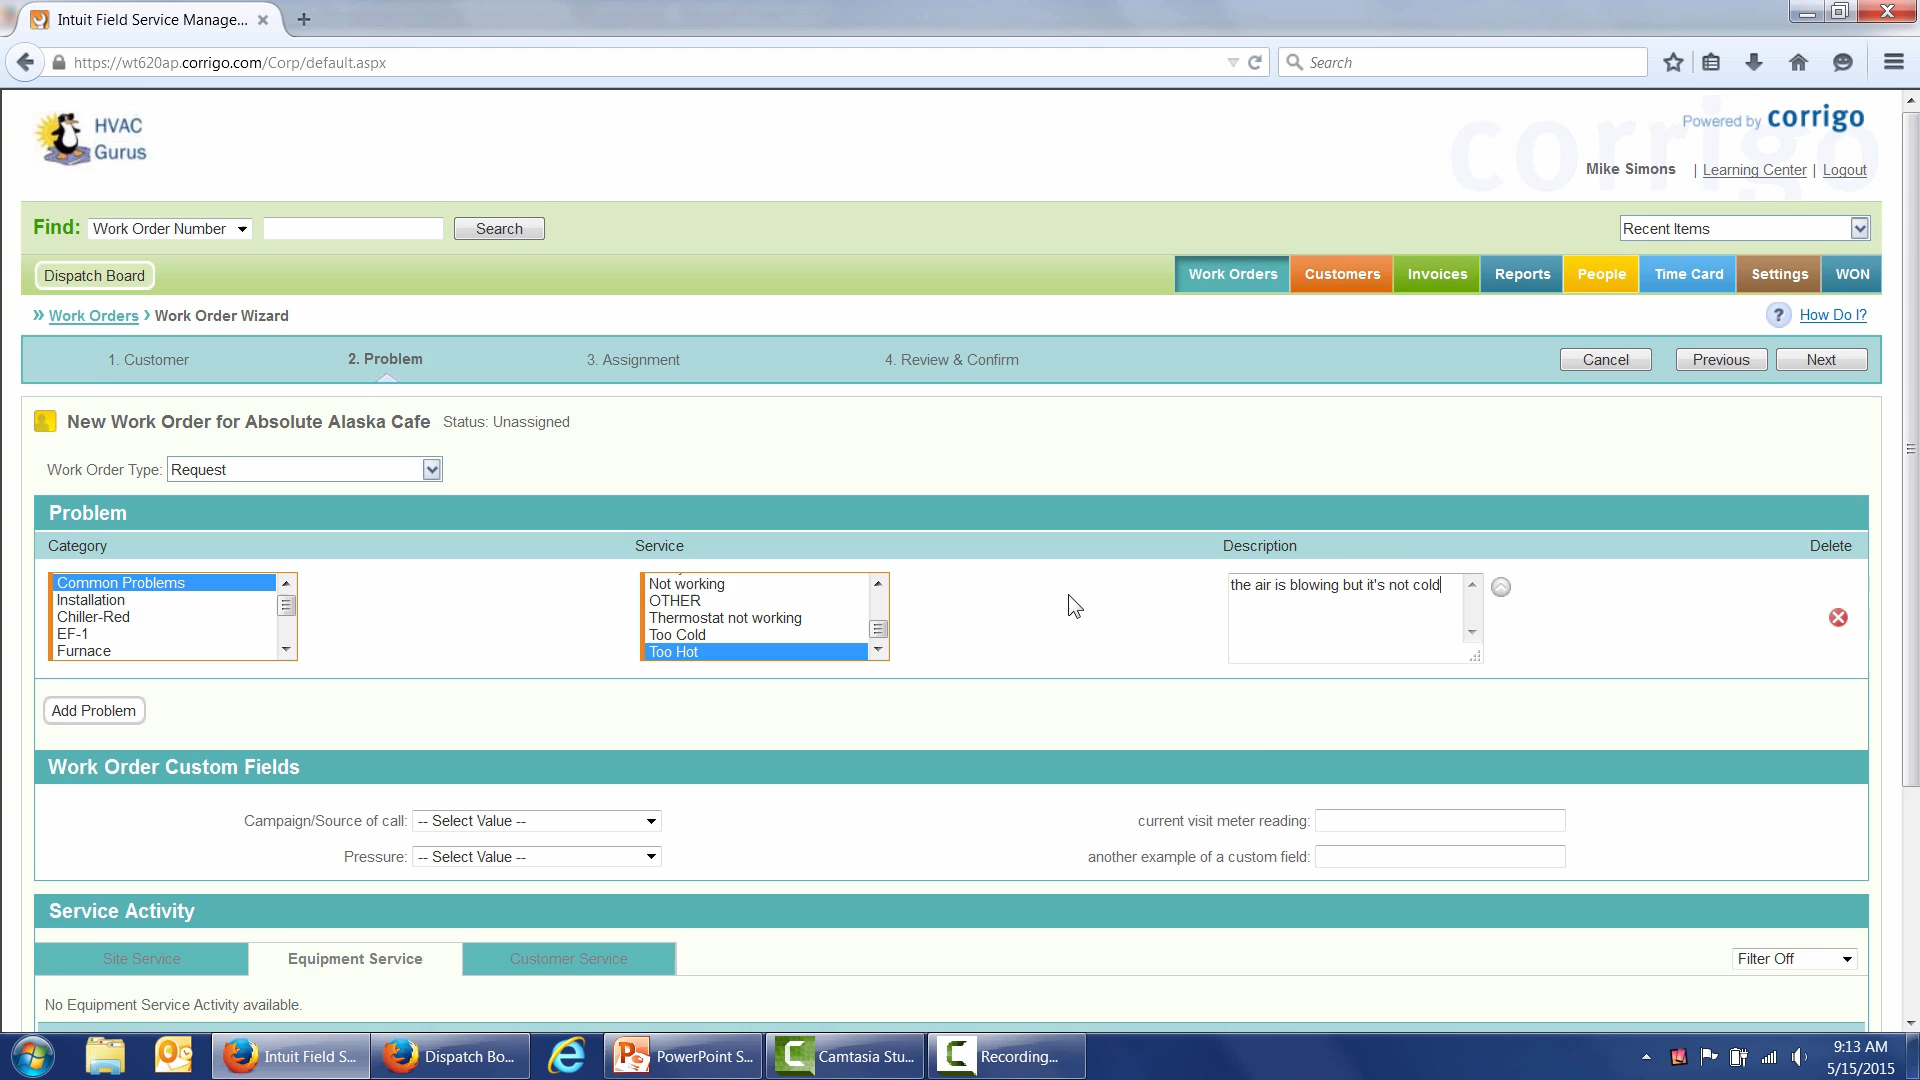 Intuit Field Service Manage...
https://wt620ap.corrigo.com/Corp/default.aspx
Search
HVAC
Gurus
Powered by corrigo
corrigo
Mike Simons | Learning Center | Logout
Find: Work Order Number Search Recent Items
Dispatch Board Work Orders Customers Invoices Reports People Time Card Settings WON
» Work Orders › Work Order Wizard ? How Do I?
1. Customer 2. Problem 3. Assignment 4. Review & Confirm Cancel Previous Next
New Work Order for Absolute Alaska Cafe Status: Unassigned
Work Order Type: Request
Problem
Category Service Description Delete
Common Problems
Installation
Chiller-Red
EF-1
Furnace
Not working
OTHER
Thermostat not working
Too Cold
Too Hot
the air is blowing but it's not cold
Add Problem
Work Order Custom Fields
Campaign/Source of call: -- Select Value -- current visit meter reading:
Pressure: -- Select Value -- another example of a custom field:
Service Activity
Site Service Equipment Service Customer Service Filter Off
No Equipment Service Activity available.
Intuit Field S... Dispatch Bo... PowerPoint S... Camtasia Stu... Recording...
9:13 AM
5/15/2015